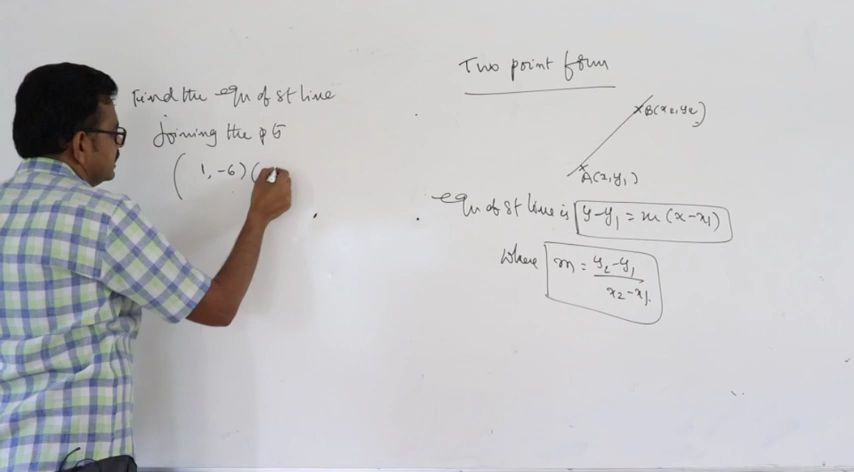 Find the eqn of st line
joining the pts
(1, -6) (
Two point form
B(x2, y2)
A(x1 y1)
eqn of st line is y-y1 = m(x-x1)
where m = y2-y1
x2-x1